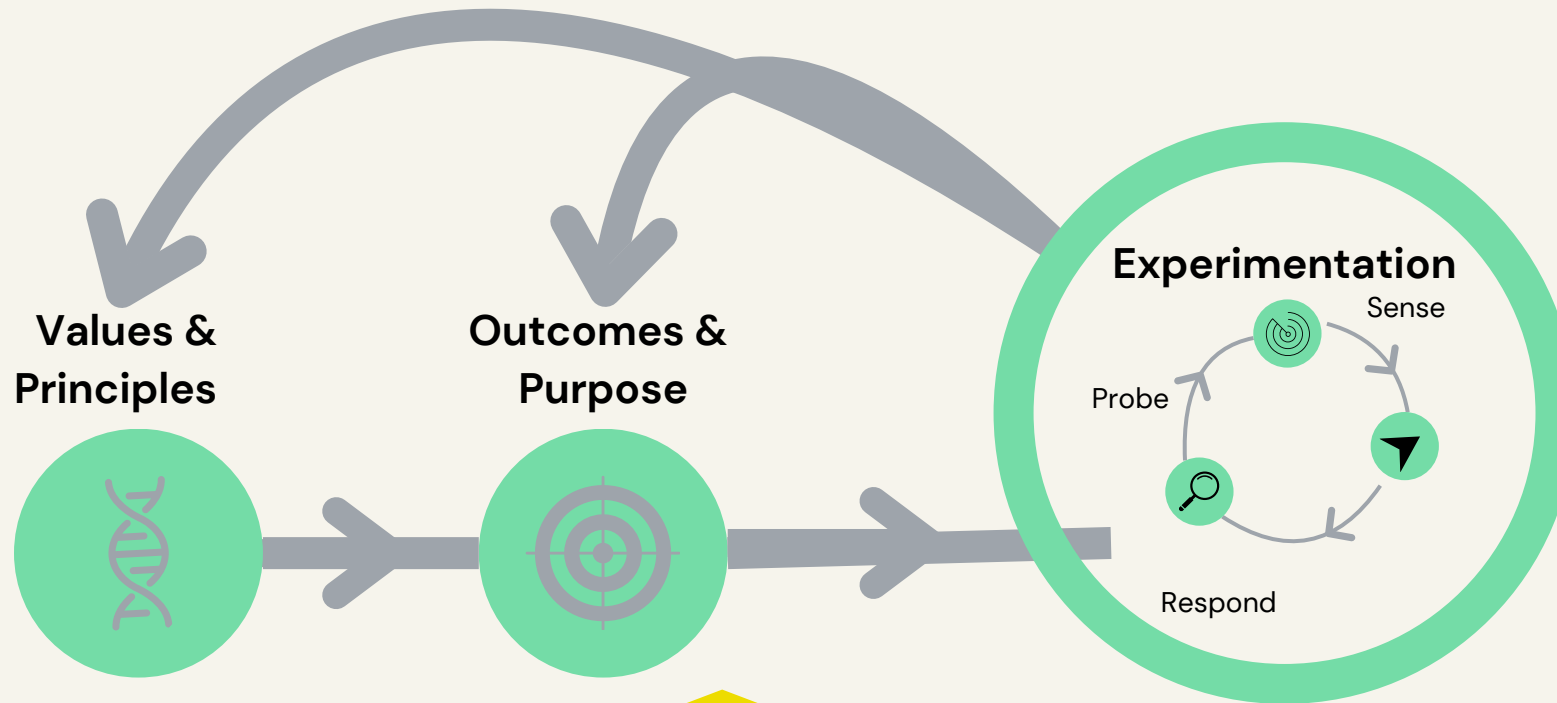 Values &
Principles
Outcomes &
Purpose
Experimentation
Sense
Probe
Respond